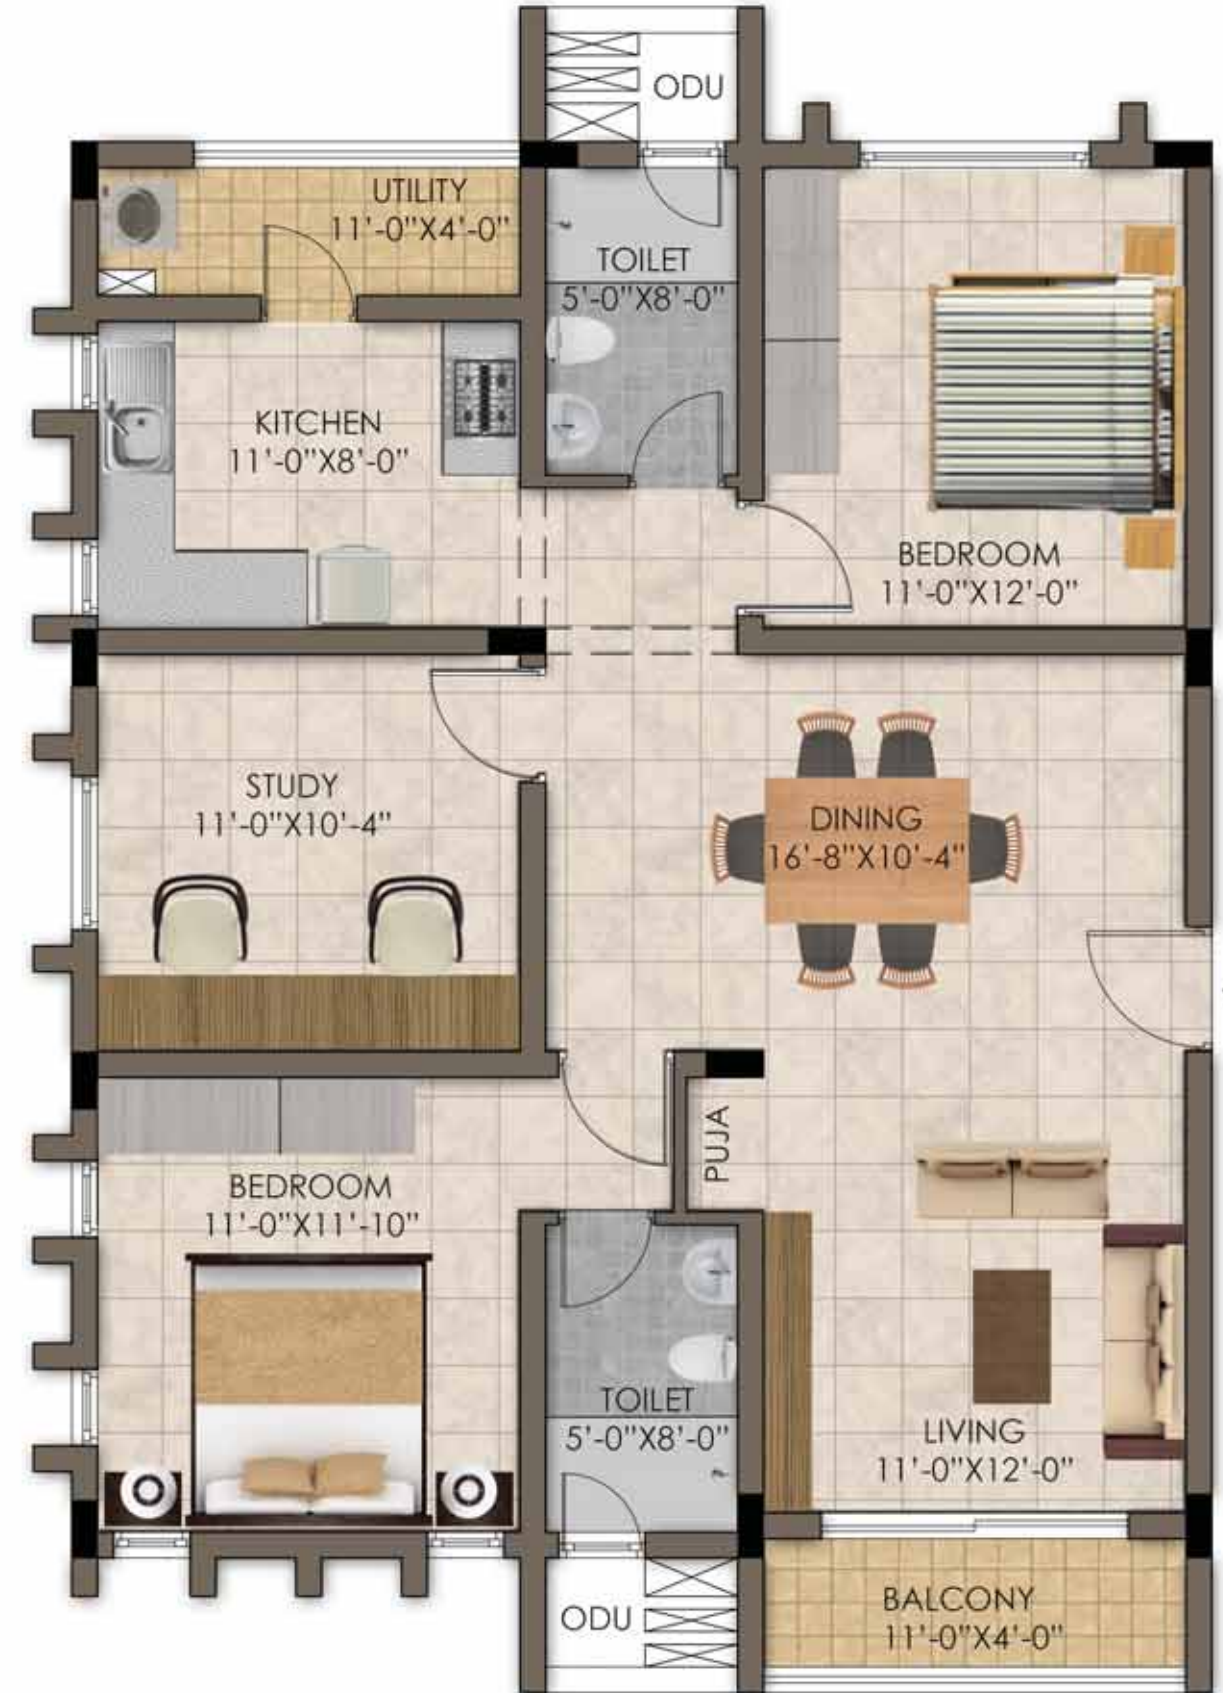 ODU
UTILITY
11'-0"X4'-0"
TOILET
5'-0"X8'-0"
KITCHEN
11'-0"X8'-0"
BEDROOM
11'-0"X12'-0"
STUDY
11'-0"X10'-4"
DINING
16'-8"X10'-4"
PUJA
BEDROOM
11'-0"X11'-10"
TOILET
5'-0"X8'-0"
LIVING
11'-0"X12'-0"
ODU
BALCONY
11'-0"X4'-0"